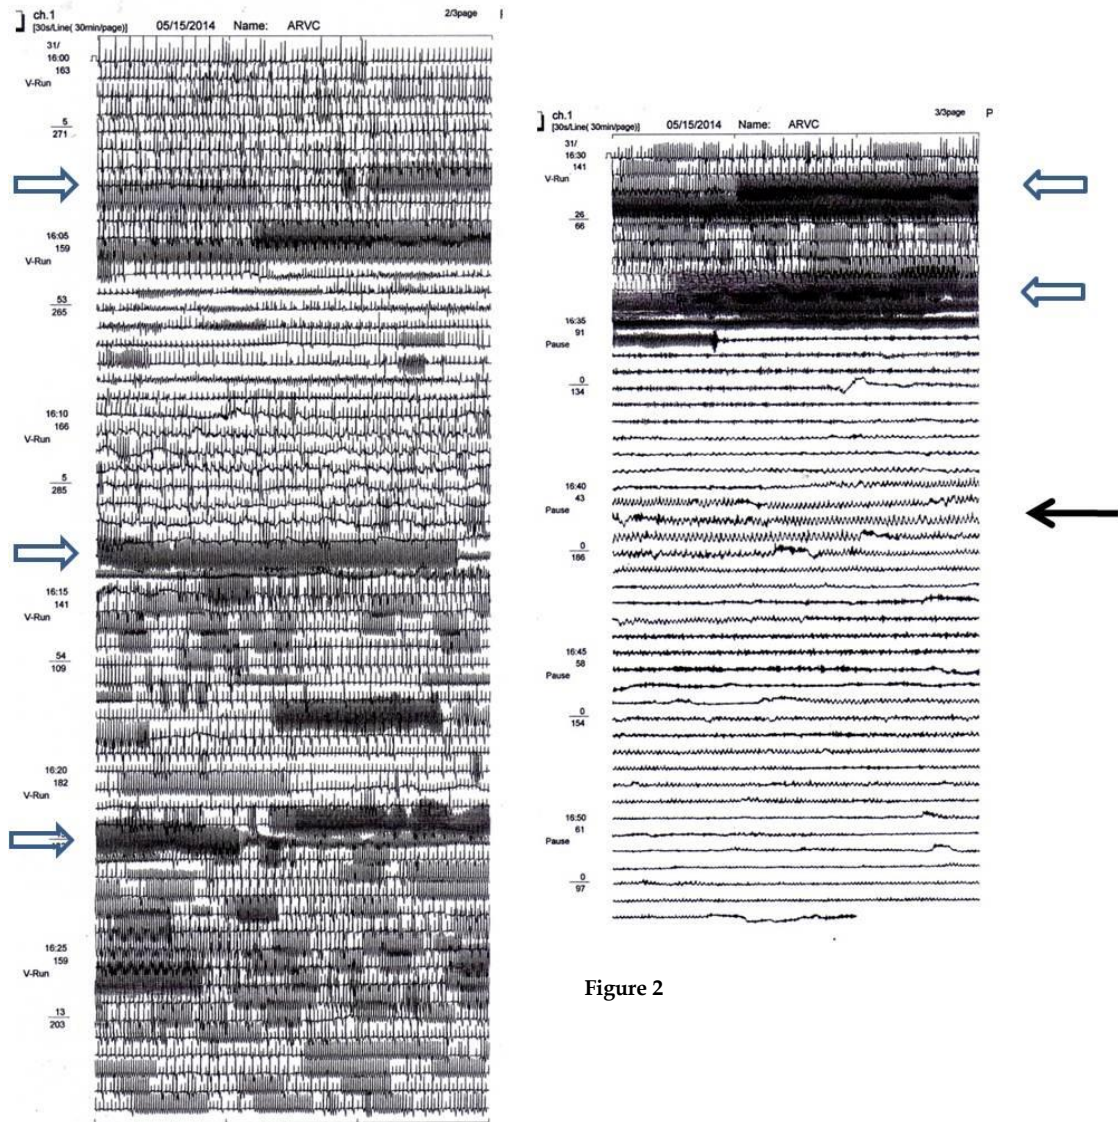 ch.1
[30s/Line( 30min/page)] 05/15/2014 Name: ARVC 2/3page
31/
16:00
163
V-Run
5
271
16:05
159
V-Run
53
265
16:10
166
V-Run
5
285
16:15
141
V-Run
54
109
16:20
182
V-Run
16:25
159
V-Run
13
203
ch.1
[30s/Line( 30min/page)] 05/15/2014 Name: ARVC 3/3page P
31/
16:30
141
V-Run
26
66
16:35
91
Pause
0
134
16:40
43
Pause
0
166
16:45
58
Pause
0
154
16:50
61
Pause
0
97
Figure 2